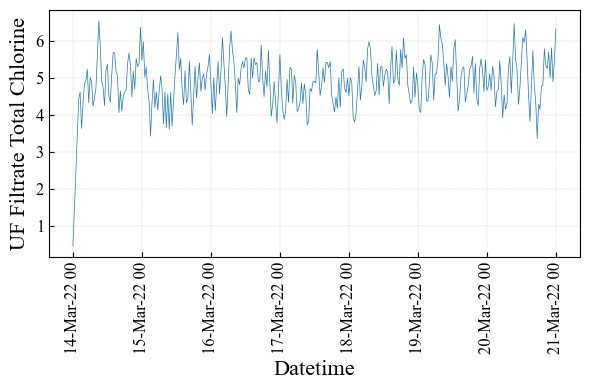 UF Filtrate Total Chlorine
6
5
4
3
2
1
14-Mar-22 00
15-Mar-22 00
16-Mar-22 00
17-Mar-22 00
18-Mar-22 00
19-Mar-22 00
20-Mar-22 00
21-Mar-22 00
Datetime